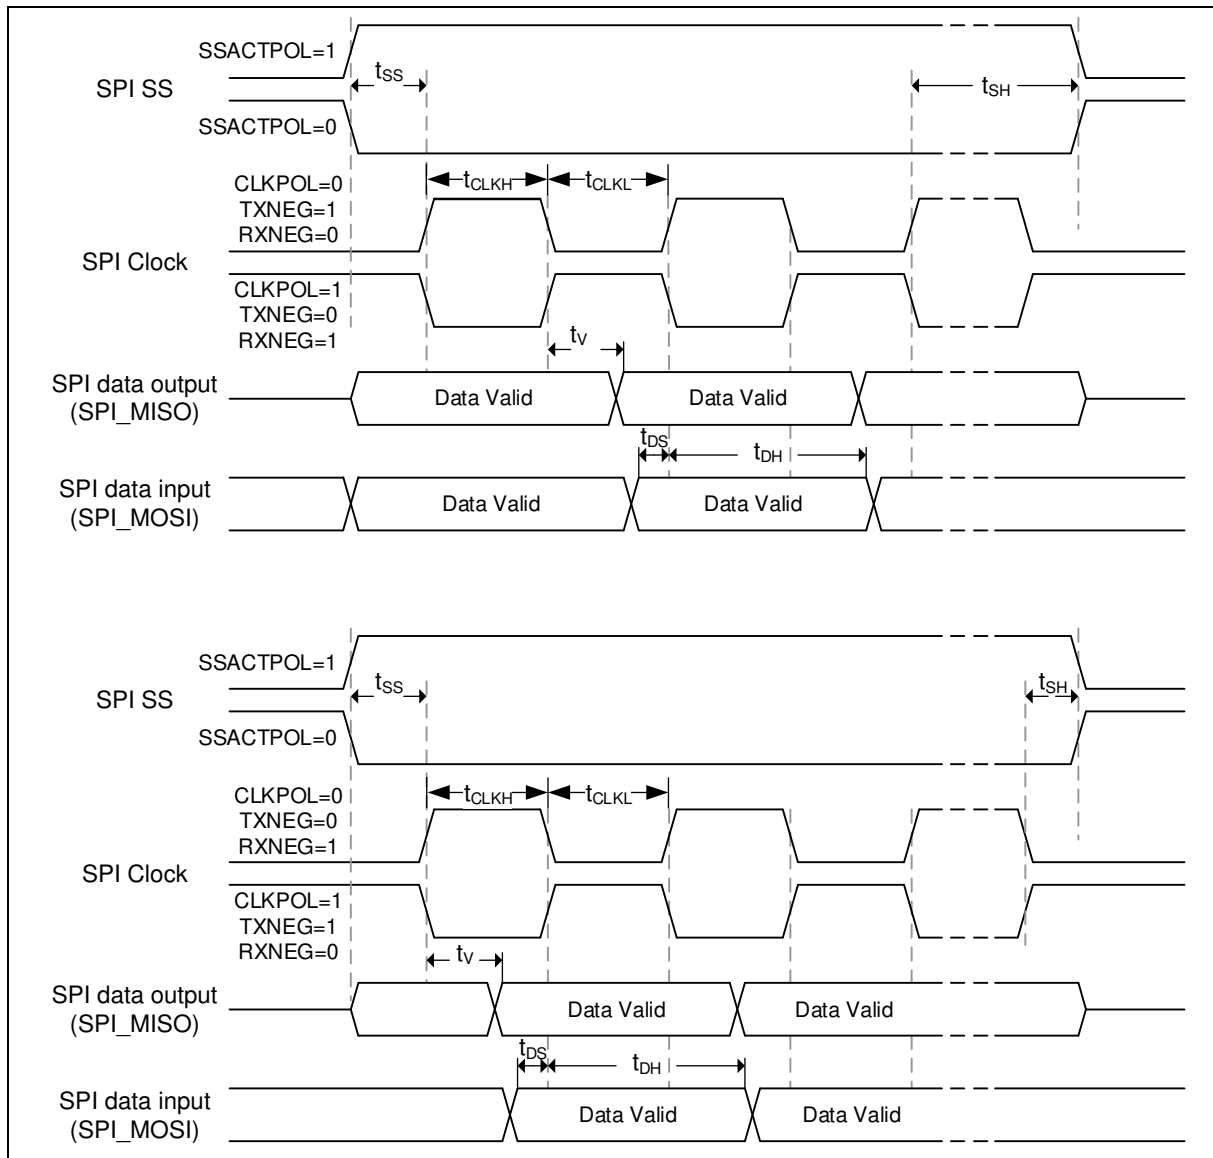 SSACTPOL=1
SPI SS
tSS
tSH
SSACTPOL=0
CLKPOL=0
TXNEG=1
RXNEG=0
tCLKH
tCLKL
SPI Clock
CLKPOL=1
TXNEG=0
RXNEG=1
tV
SPI data output
(SPI_MISO)
Data Valid
Data Valid
tDS
tDH
SPI data input
(SPI_MOSI)
Data Valid
Data Valid
SSACTPOL=1
SPI SS
tSS
tSH
SSACTPOL=0
CLKPOL=0
TXNEG=0
RXNEG=1
tCLKH
tCLKL
SPI Clock
CLKPOL=1
TXNEG=1
RXNEG=0
tV
SPI data output
(SPI_MISO)
Data Valid
Data Valid
tDS
tDH
SPI data input
(SPI_MOSI)
Data Valid
Data Valid